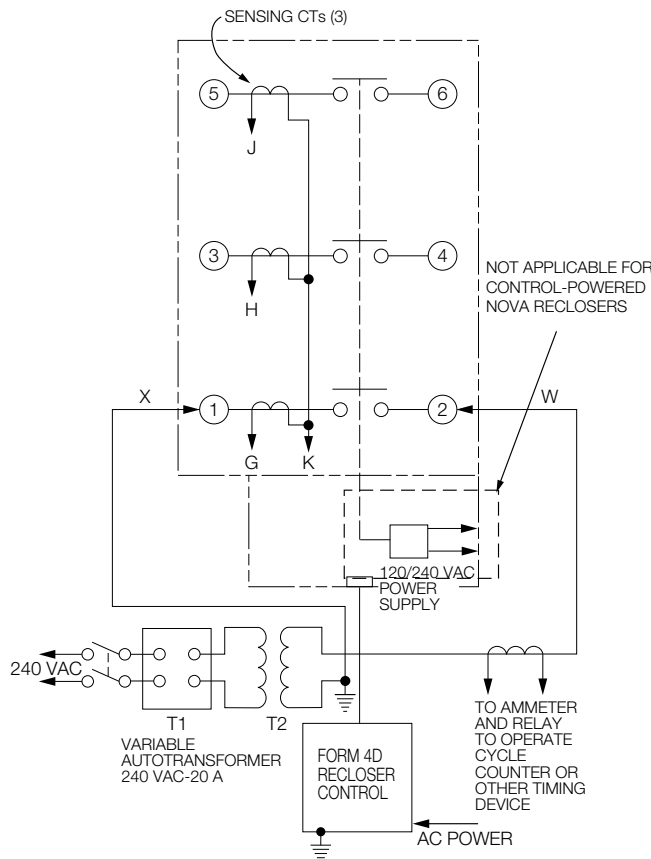 SENSING CTs (3)
5
6
J
3
4
H
NOT APPLICABLE FOR
CONTROL-POWERED
NOVA RECLOSERS
X
1
2
W
G
K
120/240 VAC
POWER
SUPPLY
240 VAC
T1
T2
VARIABLE
AUTOTRANSFORMER
240 VAC-20 A
FORM 4D
RECLOSER
CONTROL
TO AMMETER
AND RELAY
TO OPERATE
CYCLE
COUNTER OR
OTHER TIMING
DEVICE
AC POWER